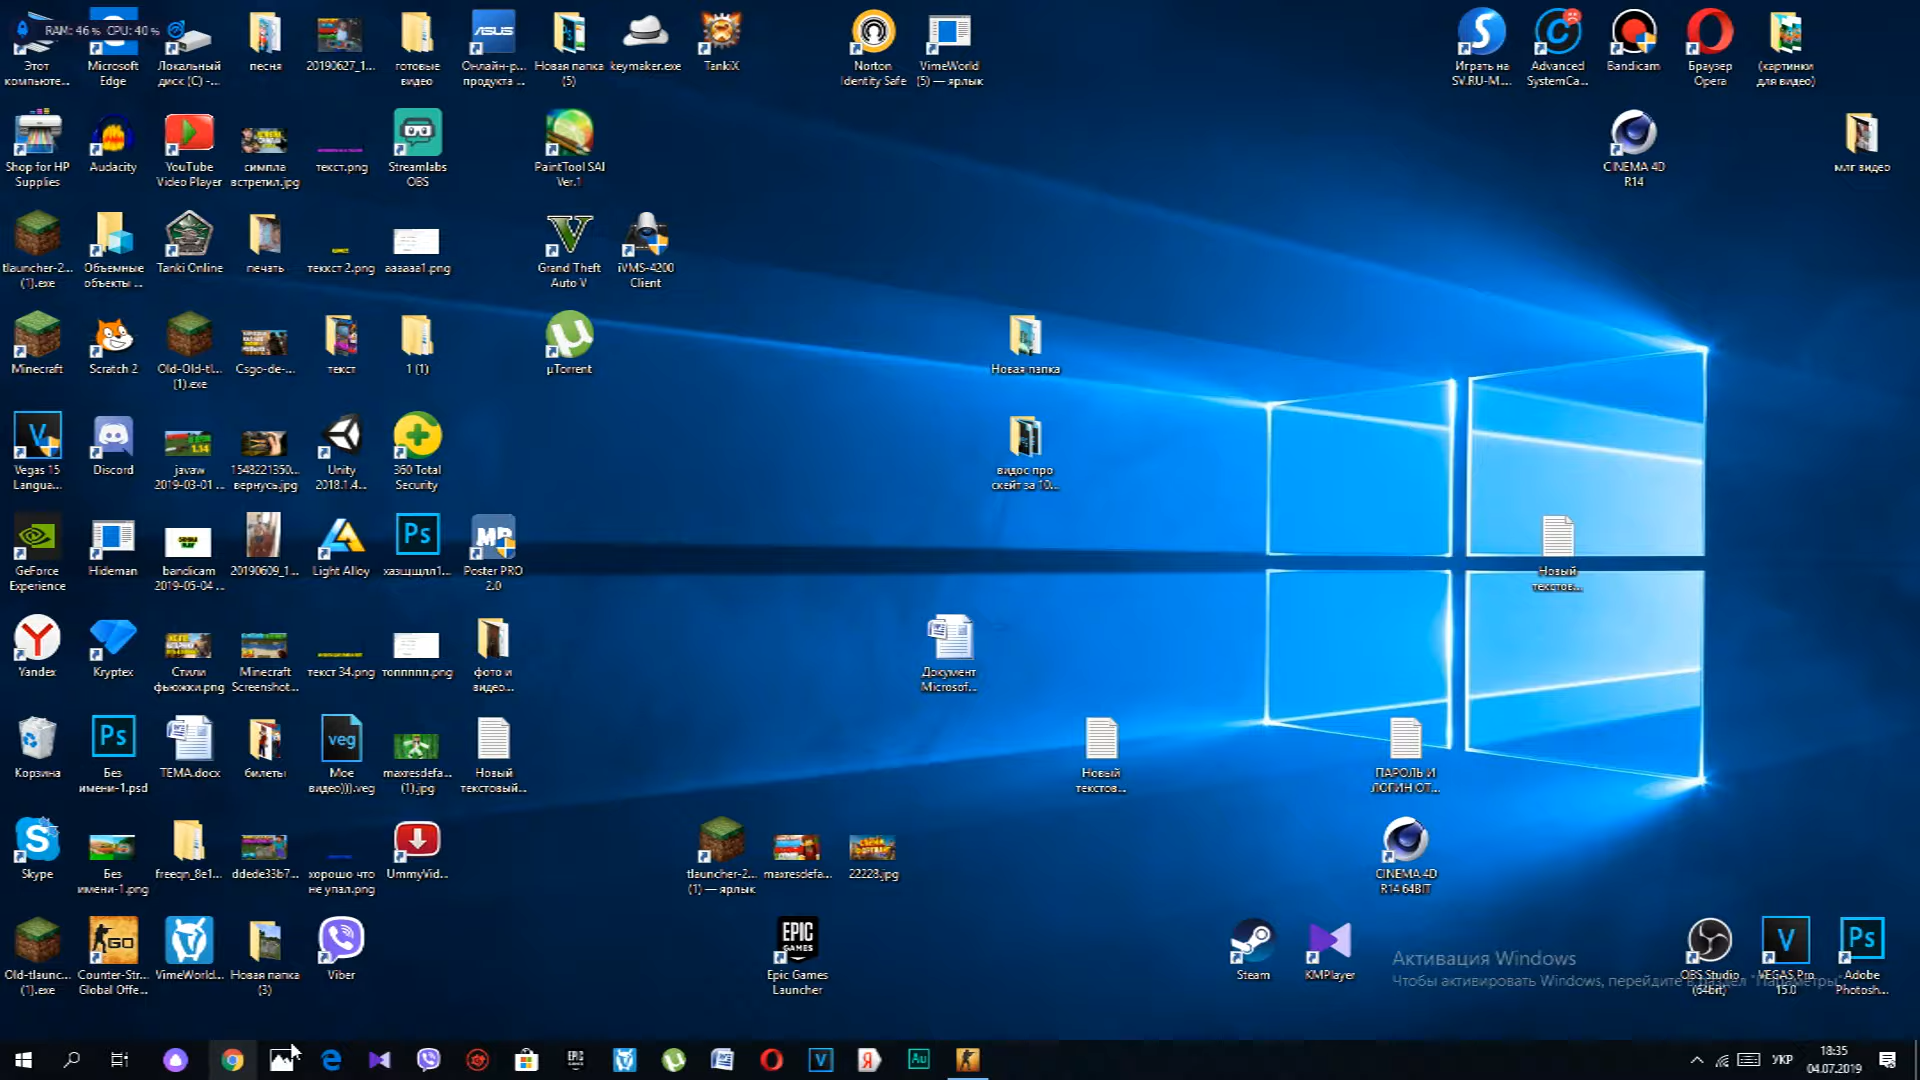 RAM: 46 % CPU: 40 %
Этот
компьюте...
Microsoft
Edge
Локальный
диск (C) -...
песня
20190627_1...
готовые
видео
Онлайн-р...
продукта ...
Новая папка
(5)
keymaker.exe
TankiX
Norton
Identity Safe
VimeWorld
(5) — ярлык
Играть на
SV.RU-M....
Advanced
SystemCa...
Bandicam
Браузер
Opera
(картинки
для видео)
Shop for HP
Supplies
Audacity
YouTube
Video Player
симпла
встретил.jpg
текст.png
Streamlabs
OBS
PaintTool SAI
Ver.1
CINEMA 4D
R14
млг видео
tlauncher-2...
(1).exe
Объемные
объекты ...
Tanki Online
печать
теккст 2.png
аааааа1.png
Grand Theft
Auto V
iVMS-4200
Client
Minecraft
Scratch 2
Old-Old-tl...
(1).exe
Csgo-de-...
текст
1 (1)
µTorrent
Новая папка
Vegas 15
Langua...
Discord
javaw
2019-03-01 ...
1548221350...
вернусь.jpg
Unity
2018.1.4...
360 Total
Security
видос про
скейт за 10...
GeForce
Experience
Hideman
bandicam
2019-05-04 ...
20190609_1...
Light Alloy
хазщщлл1...
Poster PRO
2.0
Новый
текстов...
Yandex
Kryptex
Стили
фьюжки.png
Minecraft
Screenshot...
текст 34.png
топпппп.png
фото и
видео...
Документ
Microsof...
Корзина
Без
имени-1.psd
ТЕМА.docx
билеты
Мое
видео))).veg
maxresdefa...
(1).jpg
Новый
текстовый...
Новый
текстов...
ПАРОЛЬ И
ЛОГИН ОТ...
Skype
Без
имени-1.png
freeqn_8e1...
ddede33b7...
хорошо что
не упал.png
UmmyVid...
tlauncher-2...
(1) — ярлык
maxresdefa...
22228.jpg
CINEMA 4D
R14 64BIT
Old-tlaunc...
(1).exe
Counter-Str...
Global Offe...
VimeWorld...
Новая папка
(3)
Viber
EPIC
GAMES
Epic Games
Launcher
Steam
KMPlayer
Активация Windows
Чтобы активировать Windows, перейдите в раздел "Параметры".
OBS Studio
(64bit)
VEGAS Pro
15.0
Adobe
Photosh...
УКР
18:35
04.07.2019